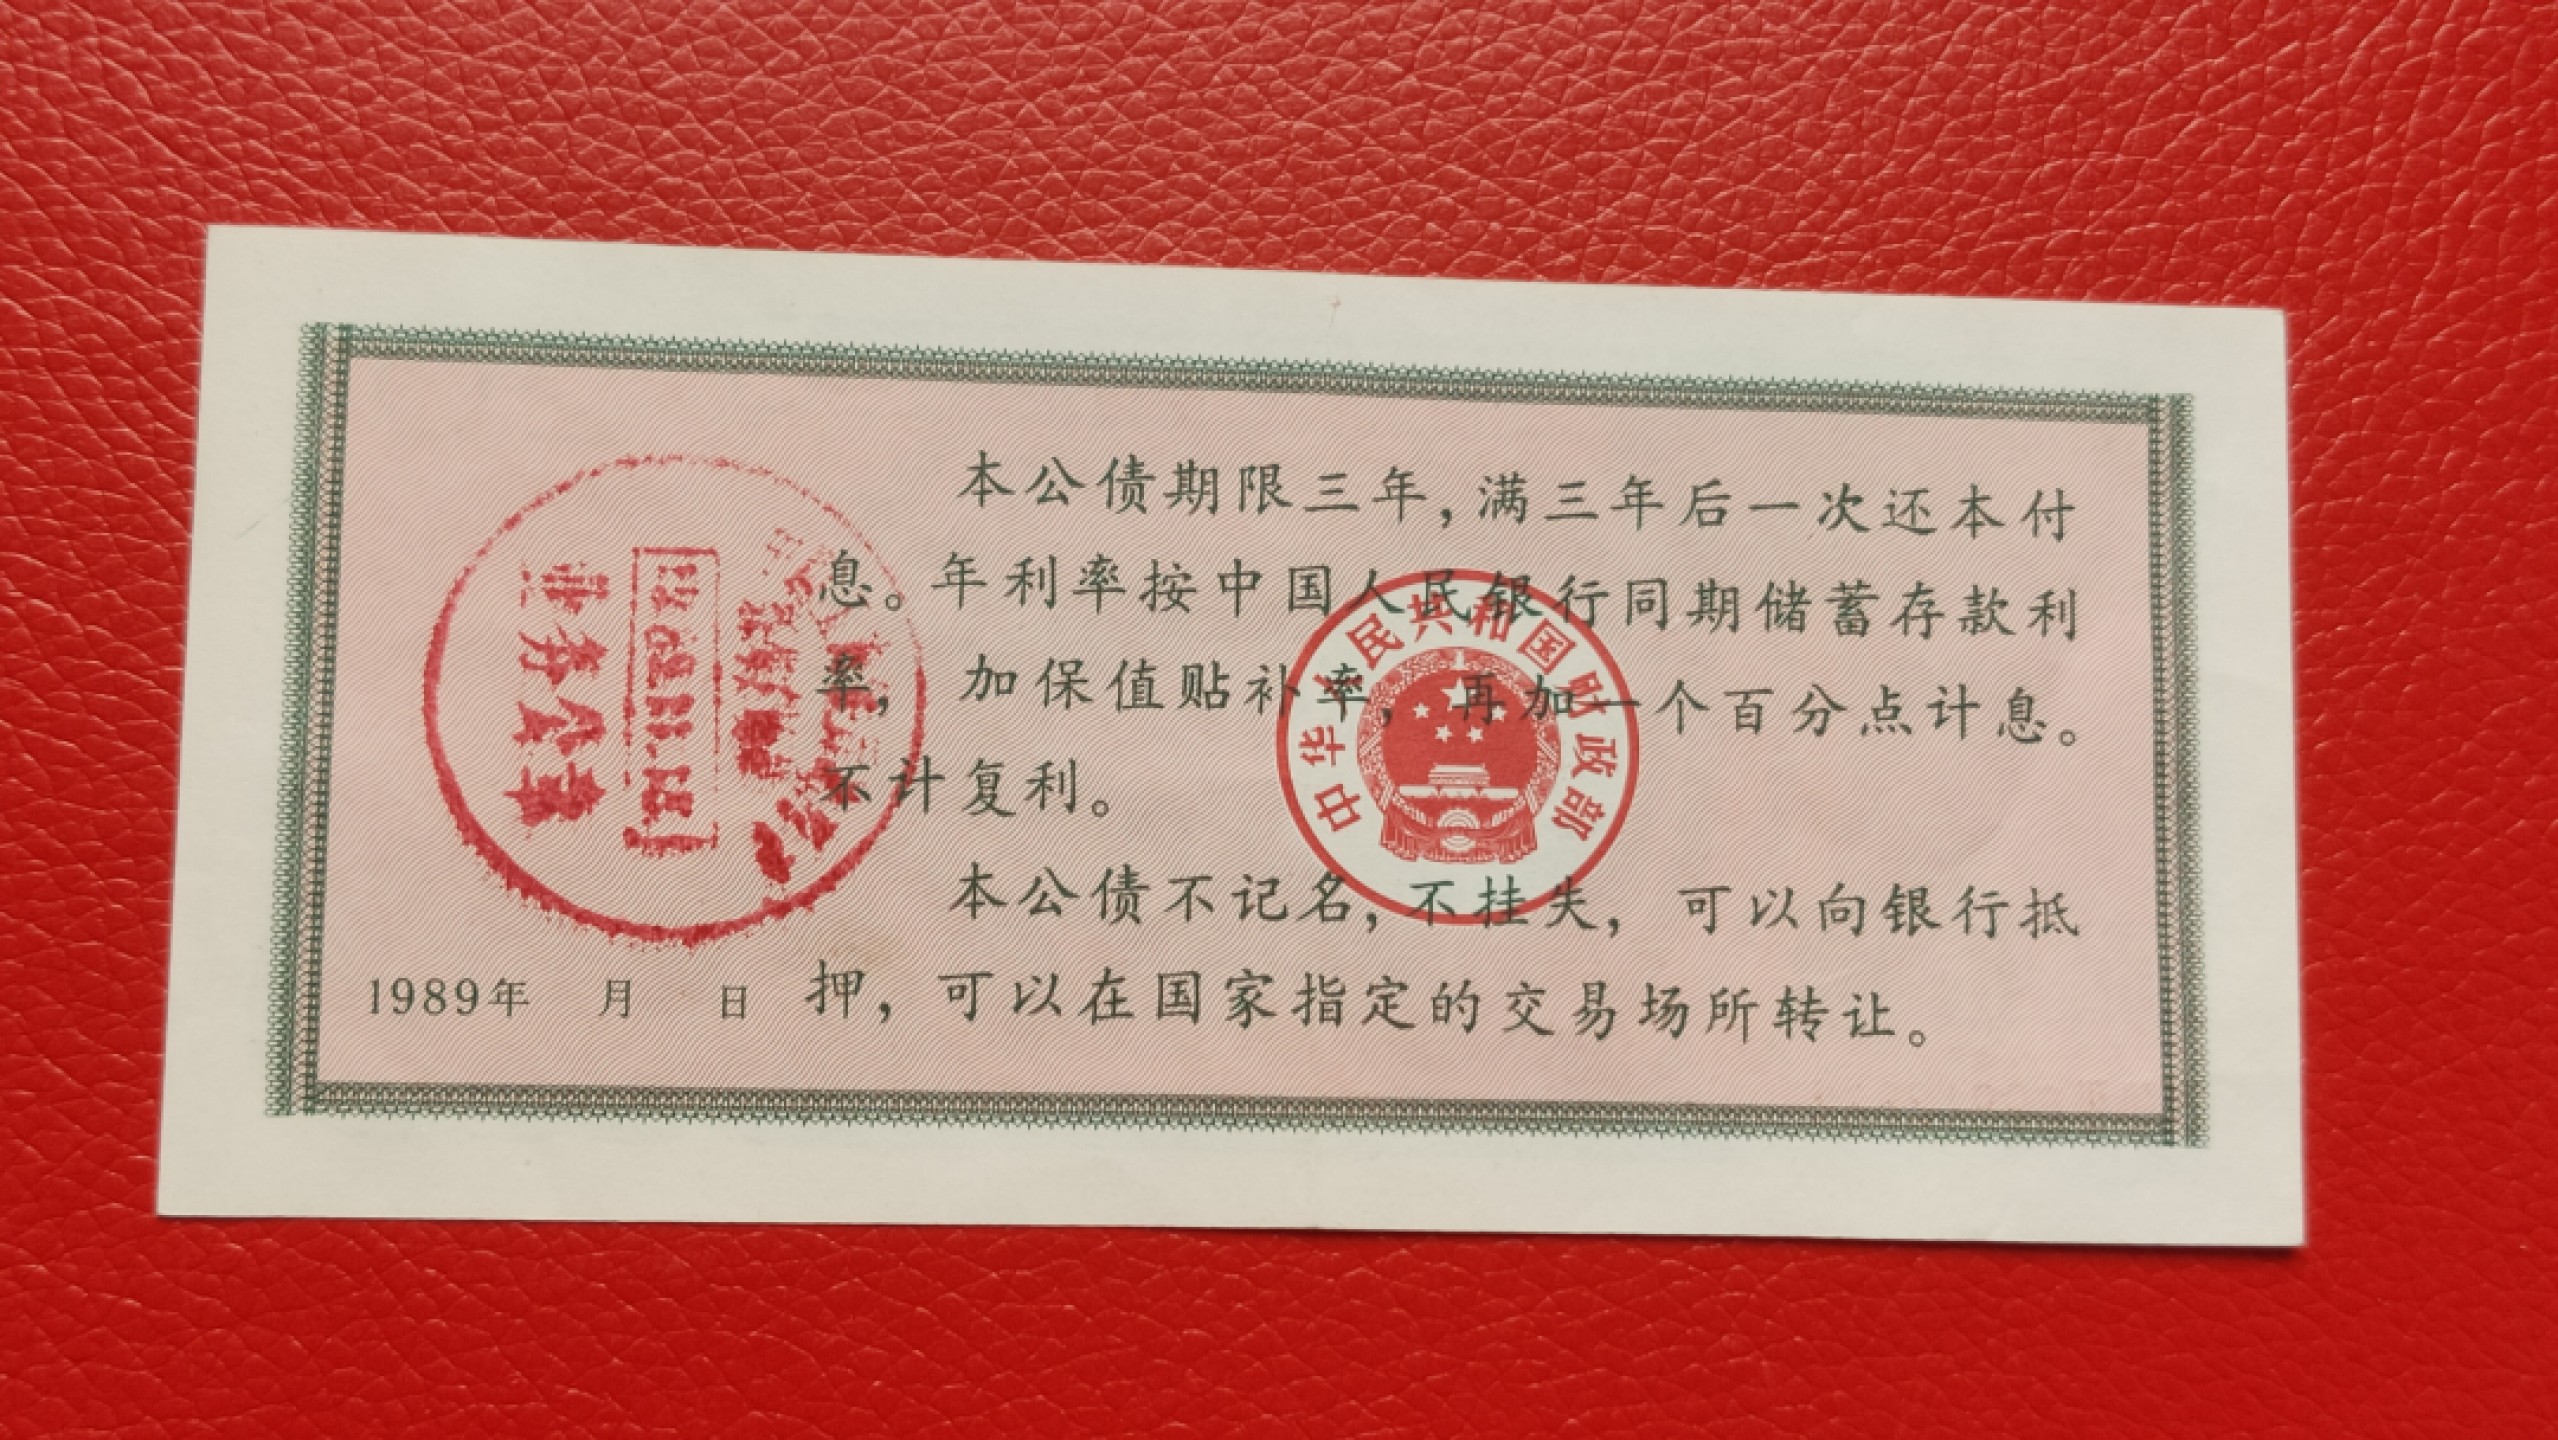 本公债期限三年，满三年后一次还本付
息。年利率按中国人民银行同期储蓄存款利
率，加保值贴补率，再加一个百分点计息。
不计复利。
本公债不记名，不挂失，可以向银行抵
押，可以在国家指定的交易场所转让。
1989年 月 日
中华人民共和国财政部
业务公章